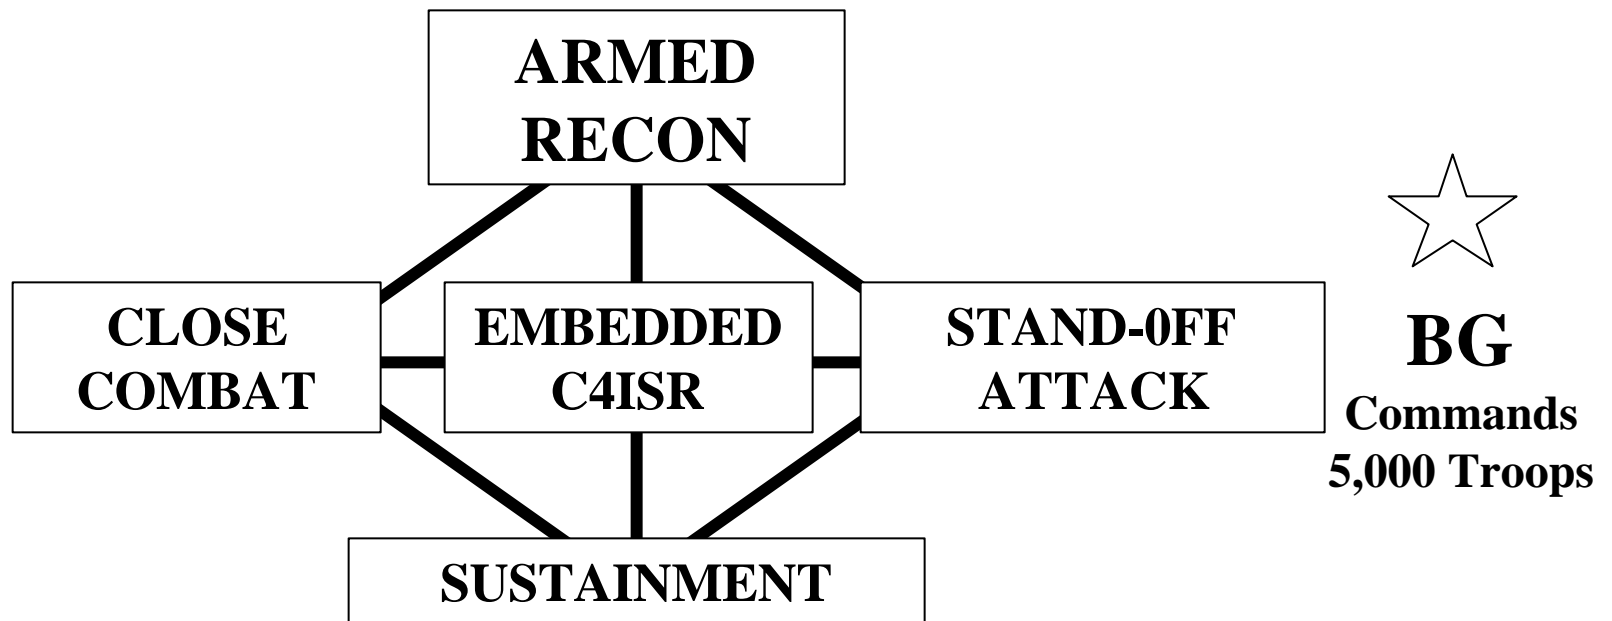 ARMED
RECON
CLOSE
COMBAT
EMBEDDED
C4ISR
STAND-0FF
ATTACK
BG
Commands
5,000 Troops
SUSTAINMENT